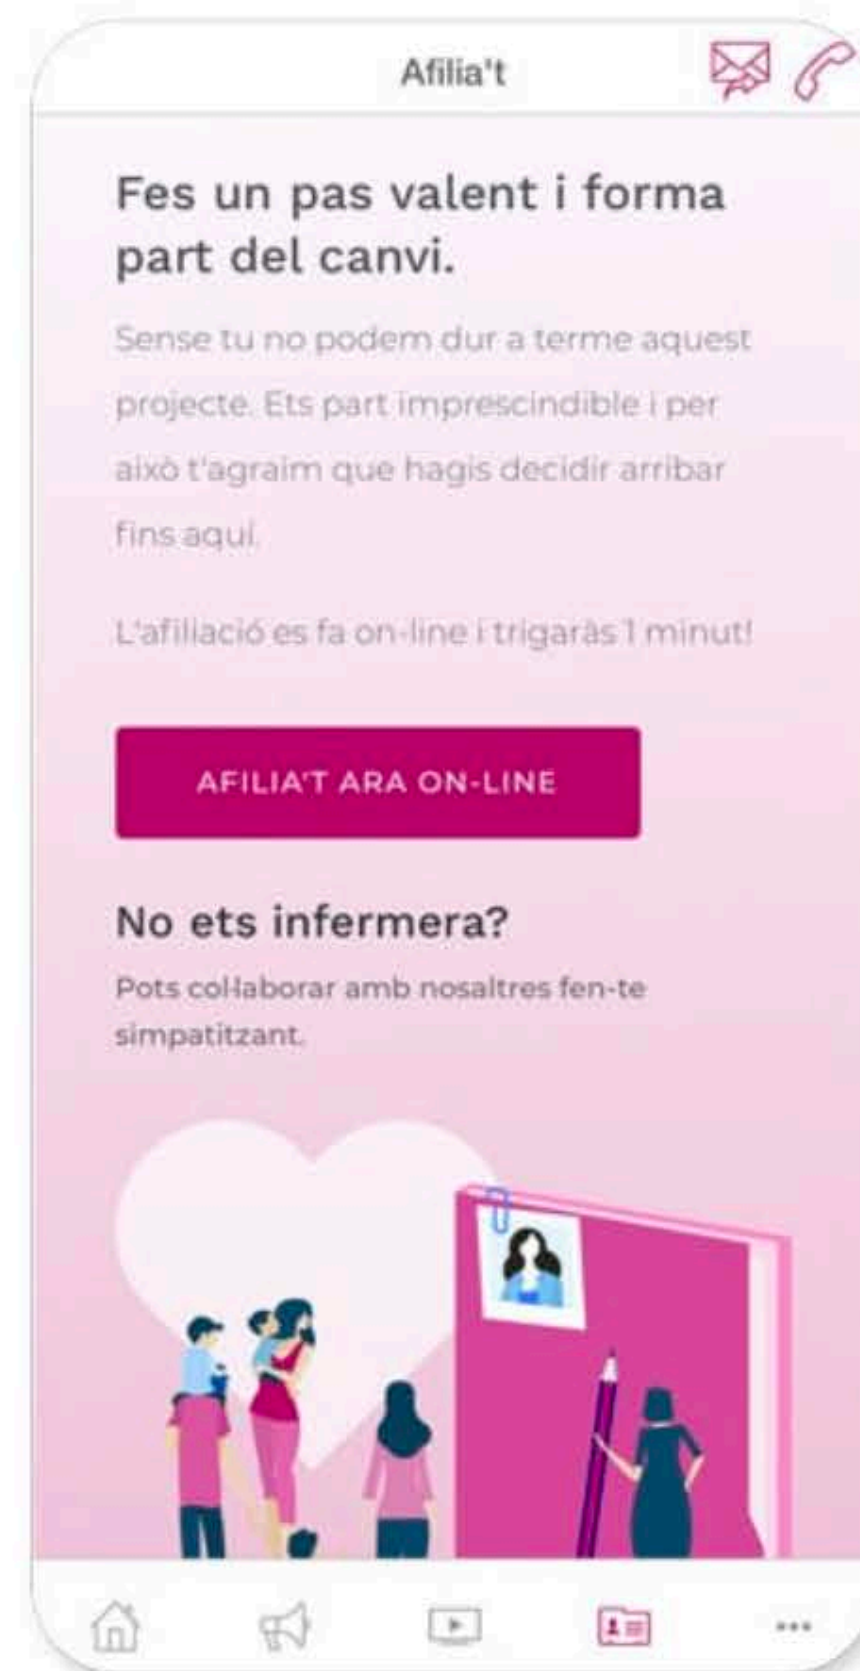 Afilia't
Fes un pas valent i forma
part del canvi.
Sense tu no podem dur a terme aquest
projecte. Ets part imprescindible i per
això t'agraim que hagis decidir arribar
fins aquí.
L'afiliació es fa on-line i trigaràs 1 minut!
AFILIA'T ARA ON-LINE
No ets infermera?
Pots col·laborar amb nosaltres fen-te
simpatitzant.